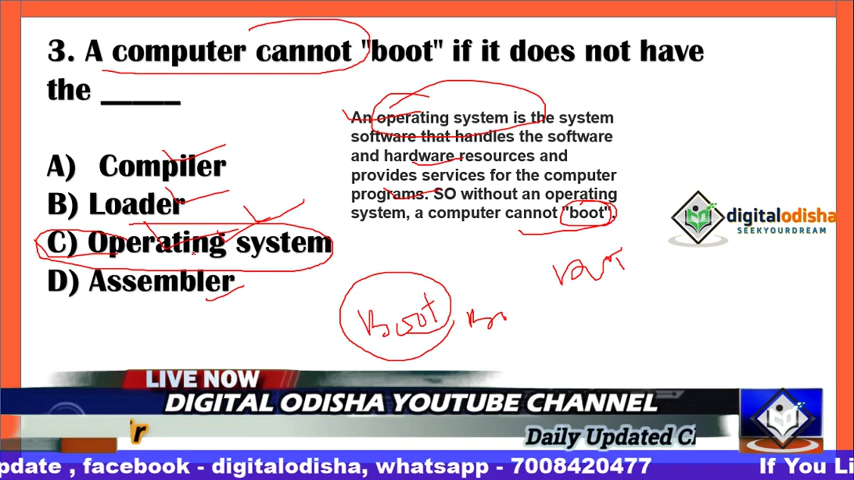 3. A computer cannot "boot" if it does not have
the _____
An operating system is the system
software that handles the software
and hardware resources and
provides services for the computer
programs. SO without an operating
system, a computer cannot "boot".
A) Compiler
B) Loader
C) Operating system
D) Assembler
digitalodisha
SEEKYOURDREAM
Boot
LIVE NOW
DIGITAL ODISHA YOUTUBE CHANNEL
r
Daily Updated Cl
pdate , facebook - digitalodisha, whatsapp - 7008420477
If You Li